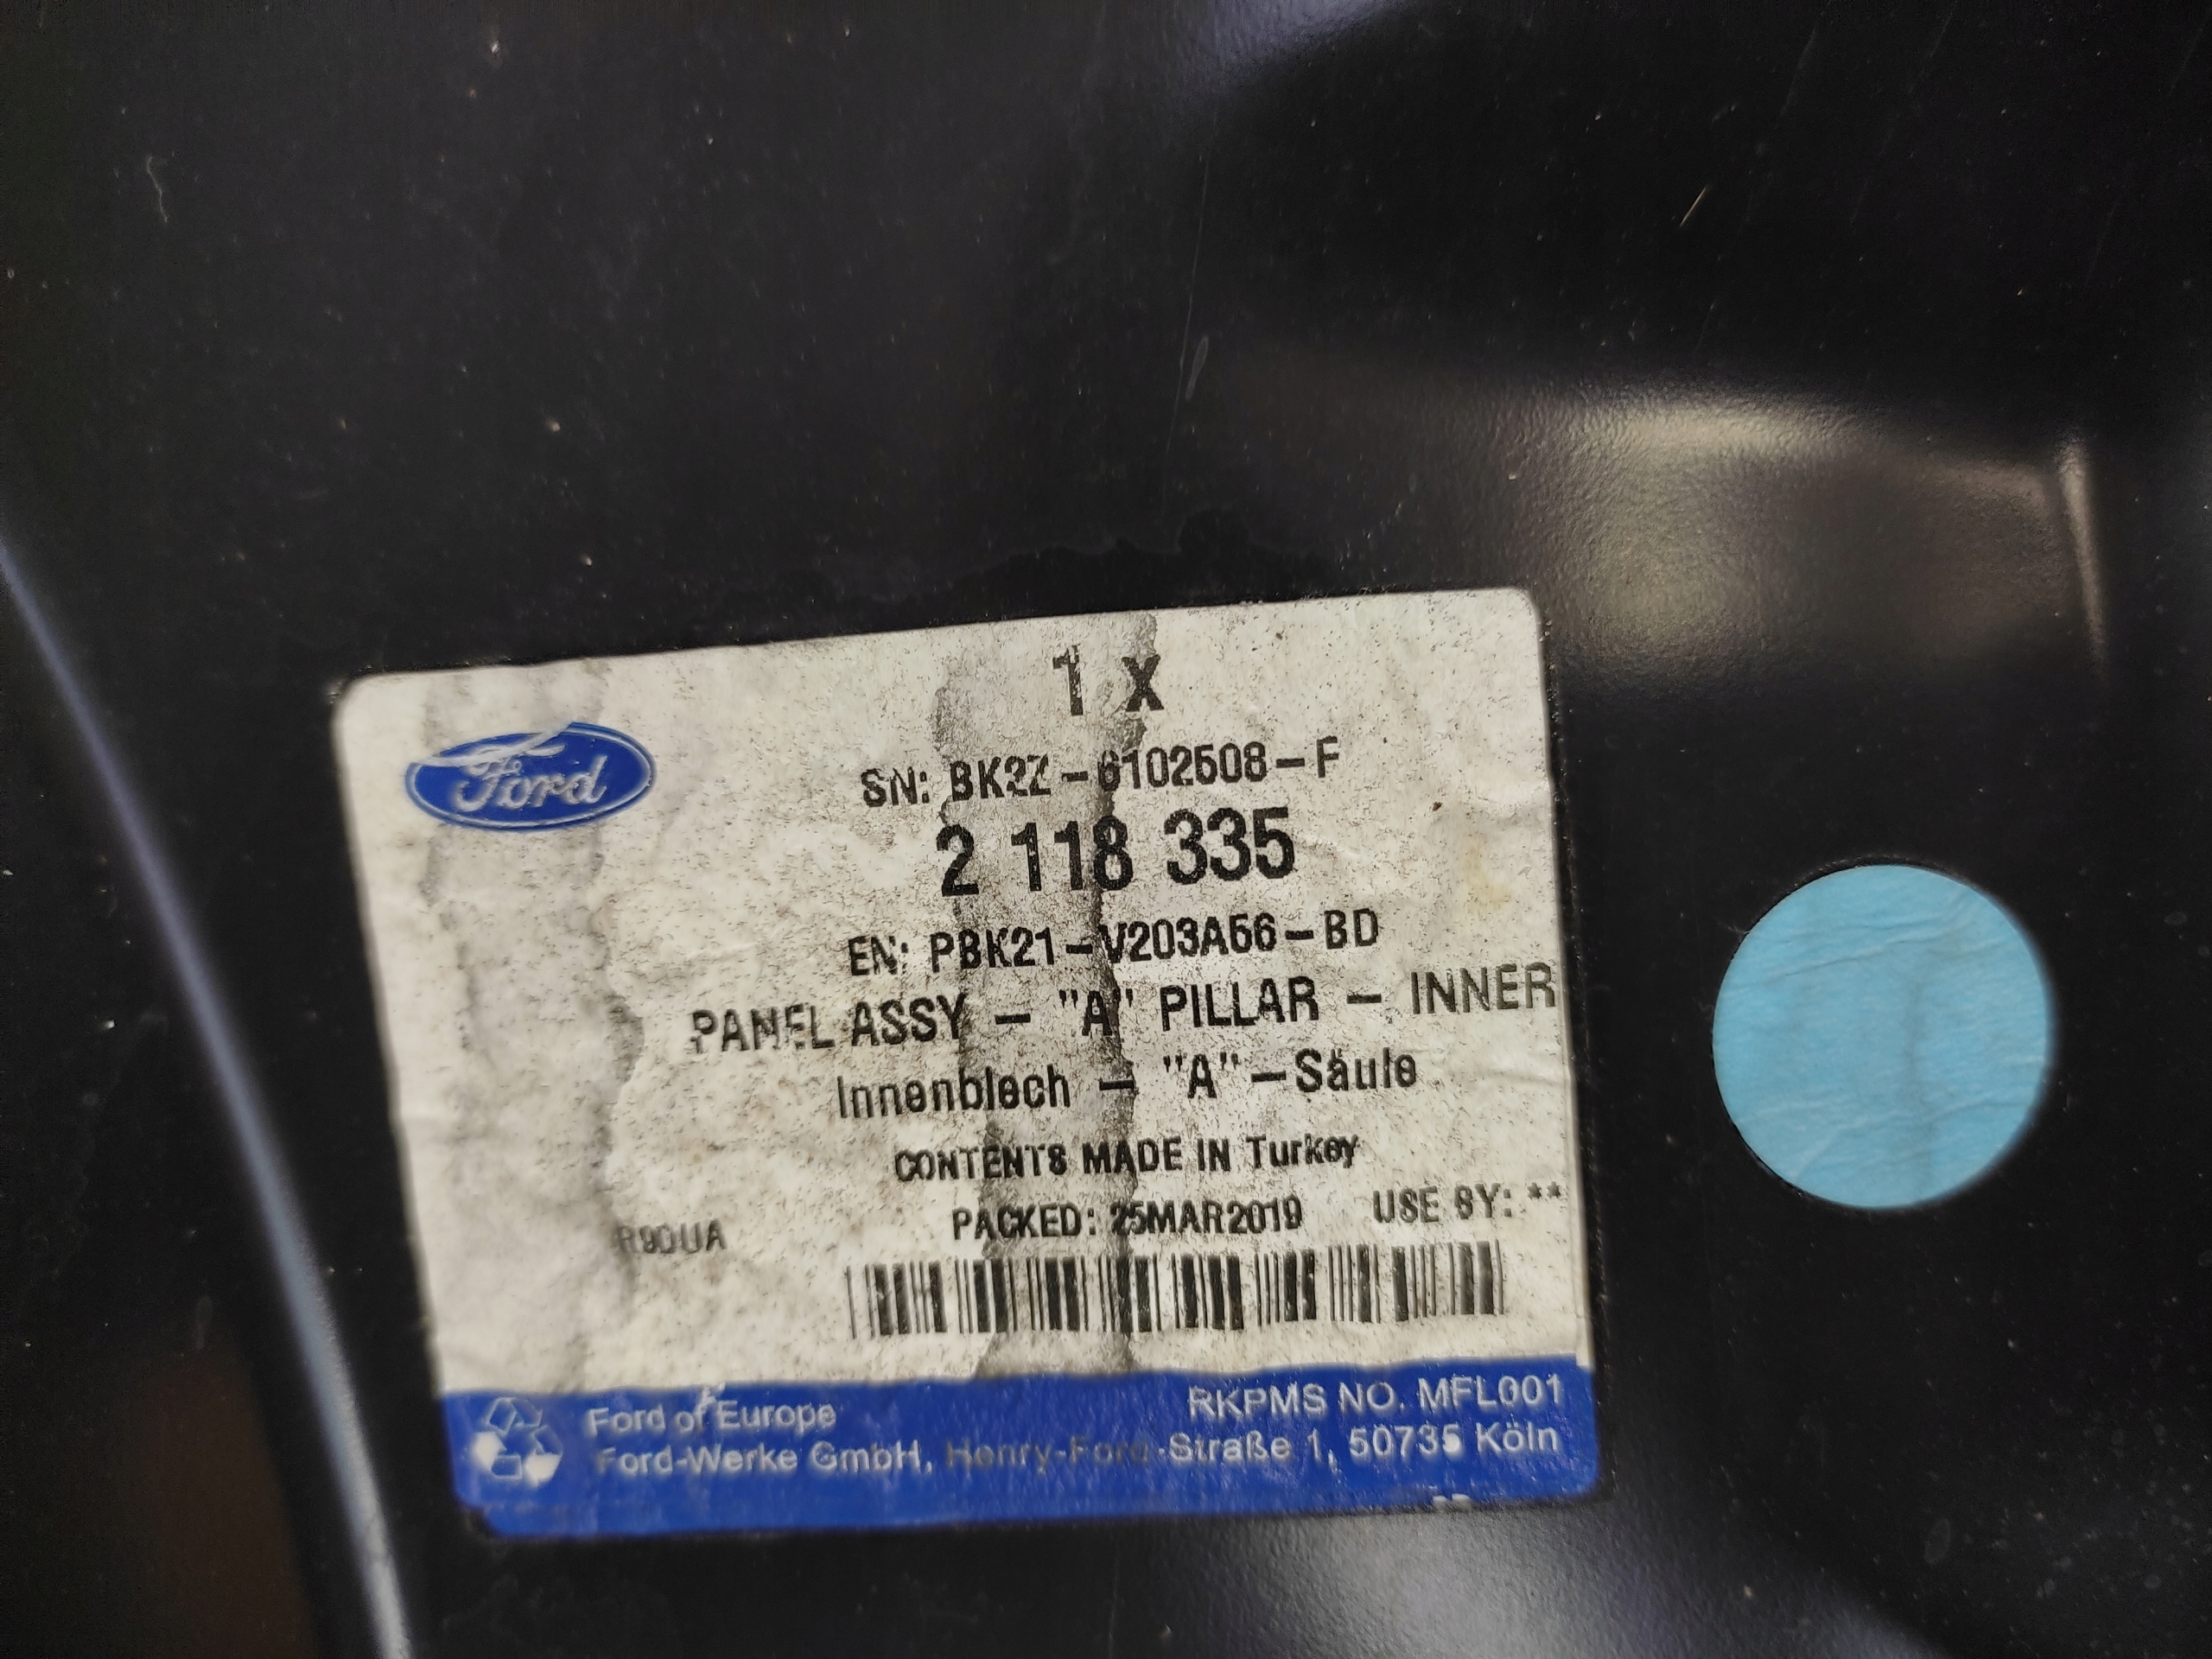 1 X
Ford
SN: BK2Z-6102508-F
2 118 335
EN: PBK21-V203A56-BD
PANEL ASSY - "A" PILLAR - INNER
Innenblech - "A"-Säule
CONTENTS MADE IN Turkey
PACKED: 25MAR2019 USE BY: **
R9DUA
Ford of Europe
RKPMS NO. MFL001
Ford-Werke GmbH, Henry-Ford-Straße 1, 50735 Köln